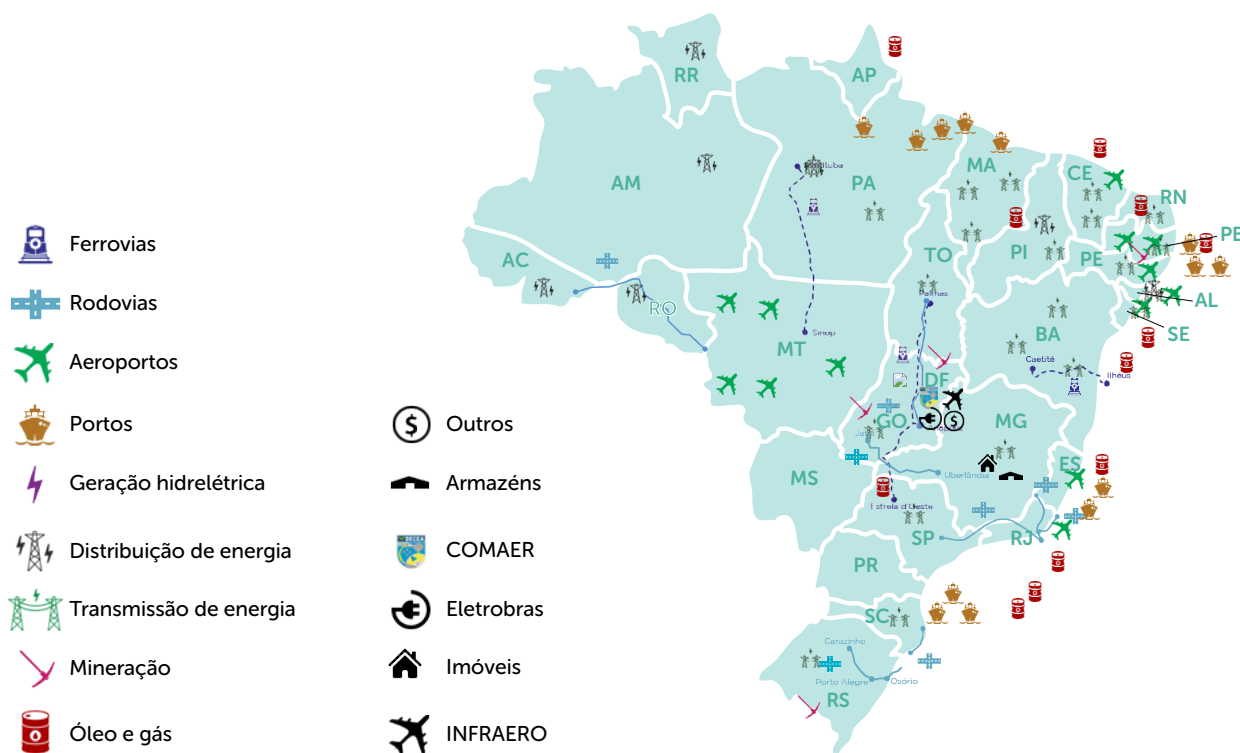 RR
AP
AM
PA
MA
CE
RN
PB
PI
PE
TO
AC
RO
AL
SE
BA
MT
Palmas
Sinop
Caetité
Ilhéus
DF
GO
MG
Jataí
Uberlândia
MS
ES
Estrela d'Oeste
SP
RJ
PR
SC
Carazinho
Porto Alegre
Osório
RS
Ferrovias
Rodovias
Aeroportos
Portos
Geração hidrelétrica
Distribuição de energia
Transmissão de energia
Mineração
Óleo e gás
$ Outros
Armazéns
DECEA
COMAER
Eletrobras
Imóveis
INFRAERO